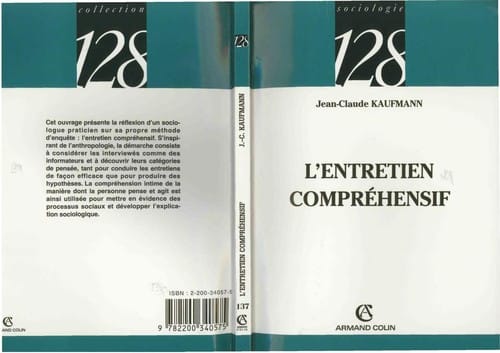 collection
128
Cet ouvrage présente la réflexion d'un socio-
logue praticien sur sa propre méthode
d'enquête : l'entretien compréhensif. S'inspi-
rant de l'anthropologie, la démarche consiste
à considérer les interviewés comme des
informateurs et à découvrir leurs catégories
de pensée, tant pour conduire les entretiens
de façon efficace que pour produire des
hypothèses. La compréhension intime de la
manière dont la personne pense et agit est
ainsi utilisée pour mettre en évidence des
processus sociaux et développer l'explica-
tion sociologique.
ISBN : 2-200-34057-5
9 782200 340575
128
J.-C. KAUFMANN
L'ENTRETIEN COMPRÉHENSIF
137
sociologie
128
Jean-Claude KAUFMANN
L'ENTRETIEN
COMPRÉHENSIF
ARMAND COLIN